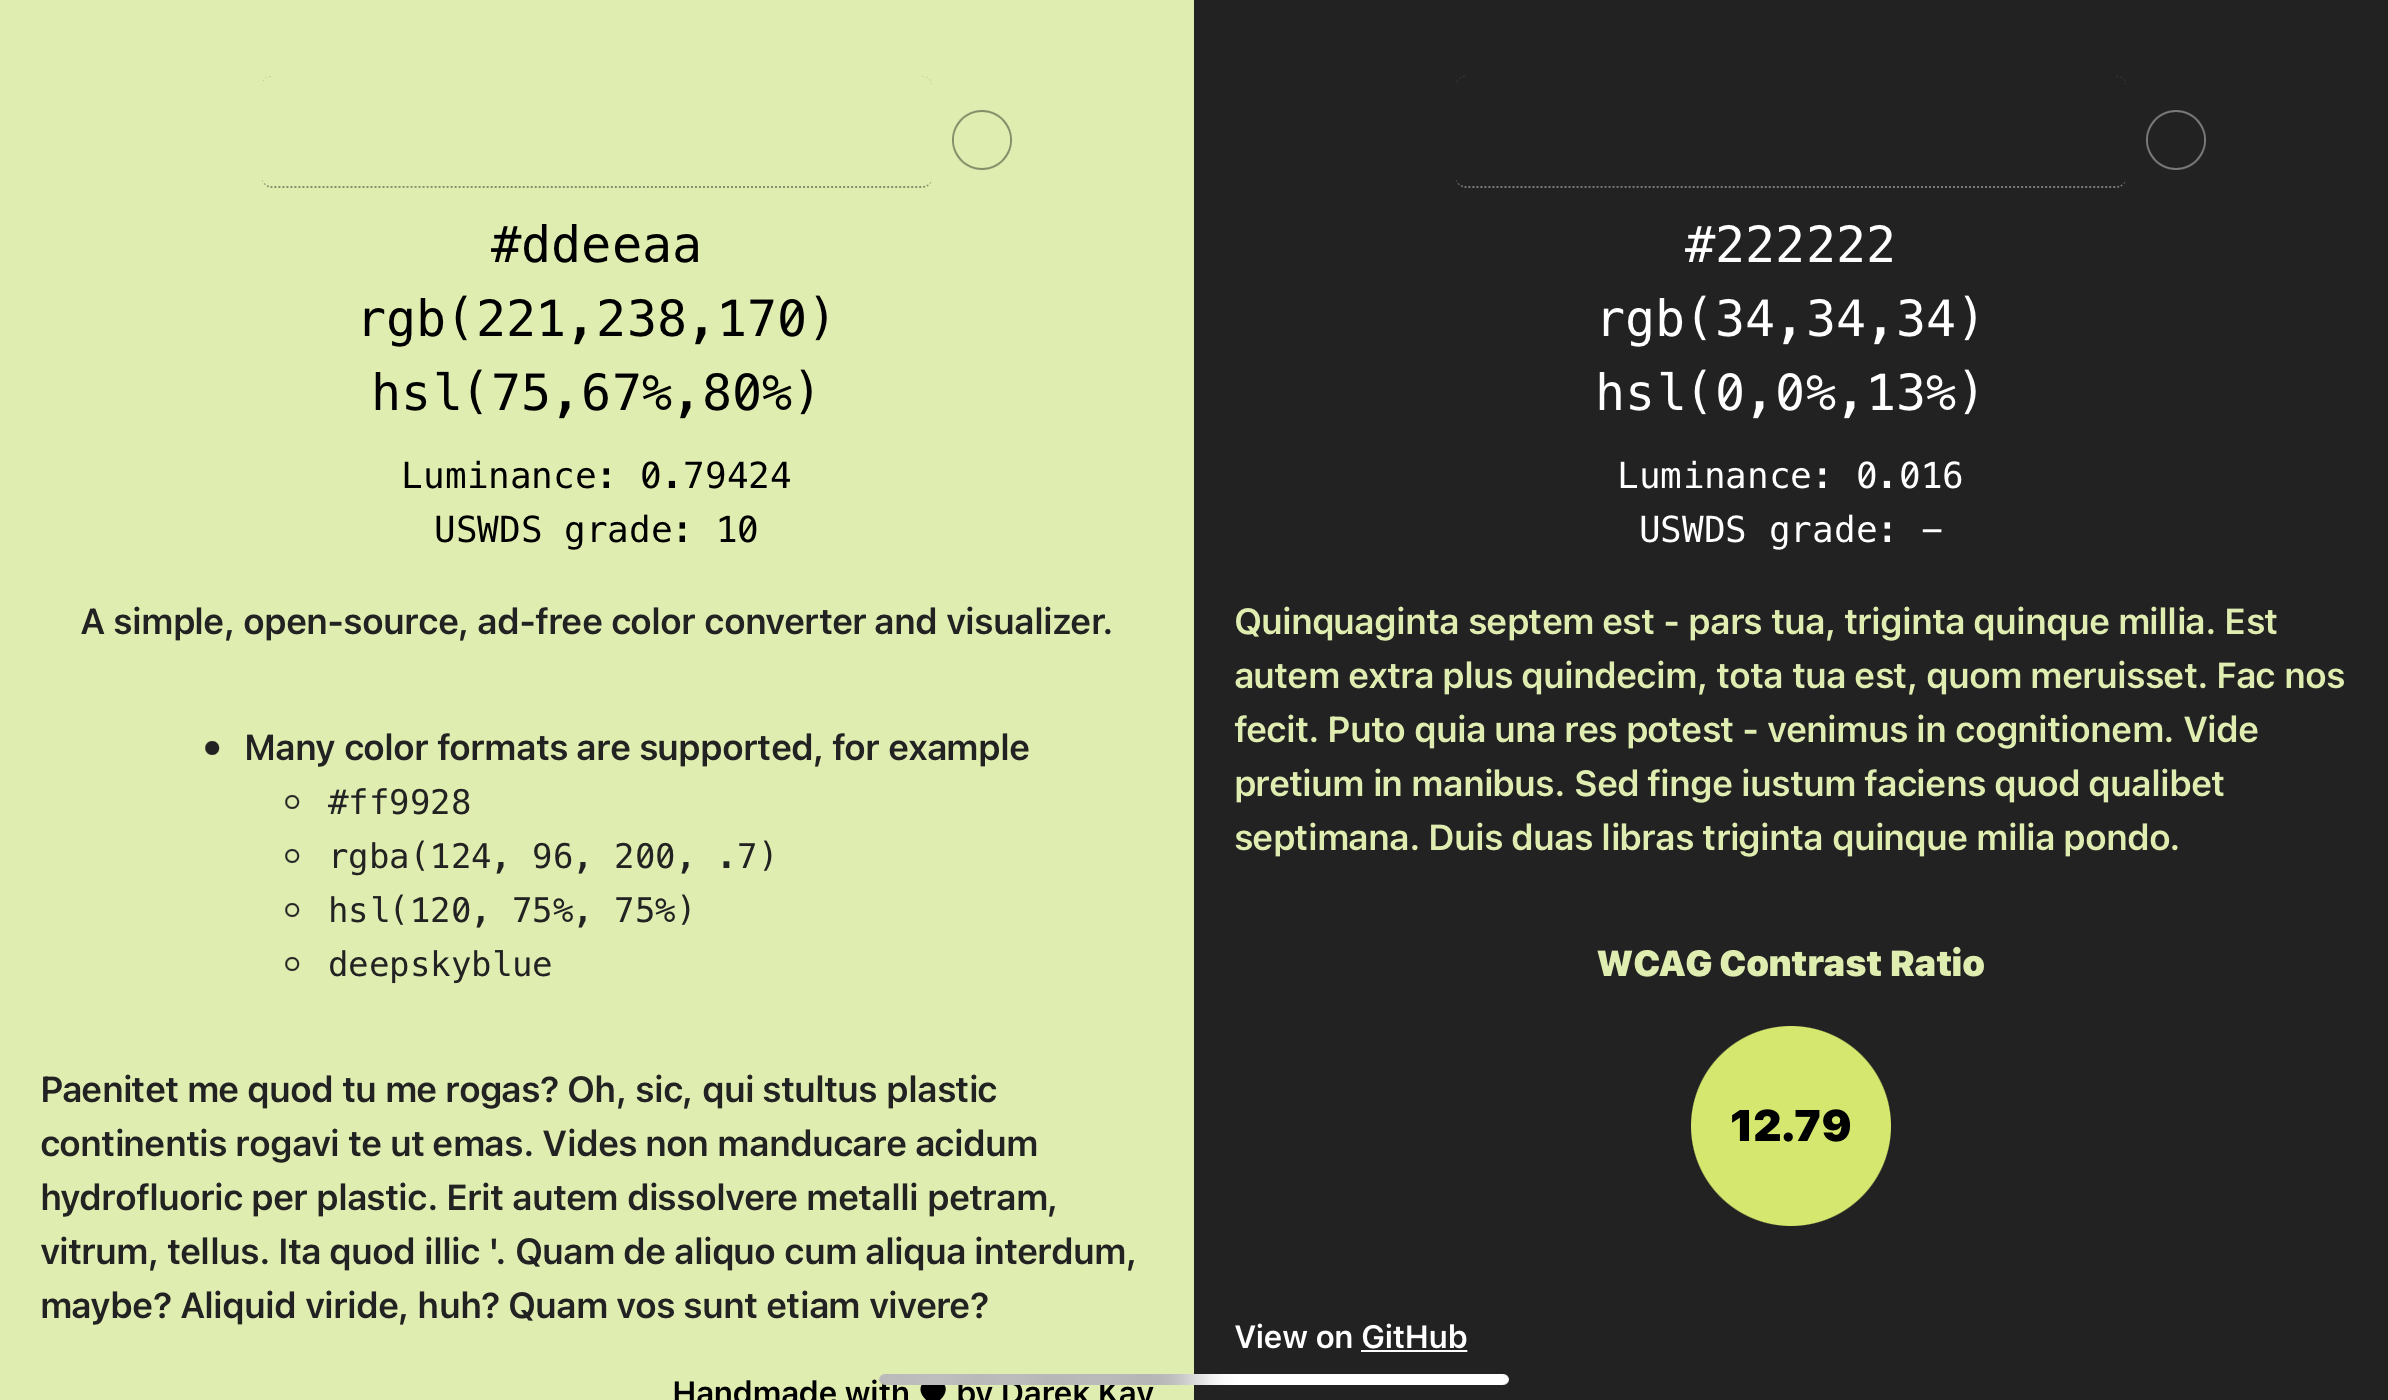 #ddeeaa
rgb(221,238,170)
hsl(75,67%,80%)
Luminance: 0.79424
USWDS grade: 10
A simple, open-source, ad-free color converter and visualizer.
Many color formats are supported, for example
#ff9928
rgba(124, 96, 200, .7)
hsl(120, 75%, 75%)
deepskyblue
Paenitet me quod tu me rogas? Oh, sic, qui stultus plastic
continentis rogavi te ut emas. Vides non manducare acidum
hydrofluoric per plastic. Erit autem dissolvere metalli petram,
vitrum, tellus. Ita quod illic '. Quam de aliquo cum aliqua interdum,
maybe? Aliquid viride, huh? Quam vos sunt etiam vivere?
Handmade with ♥ by Darek Kay
#222222
rgb(34,34,34)
hsl(0,0%,13%)
Luminance: 0.016
USWDS grade: –
Quinquaginta septem est - pars tua, triginta quinque millia. Est
autem extra plus quindecim, tota tua est, quom meruisset. Fac nos
fecit. Puto quia una res potest - venimus in cognitionem. Vide
pretium in manibus. Sed finge iustum faciens quod qualibet
septimana. Duis duas libras triginta quinque milia pondo.
WCAG Contrast Ratio
12.79
View on GitHub